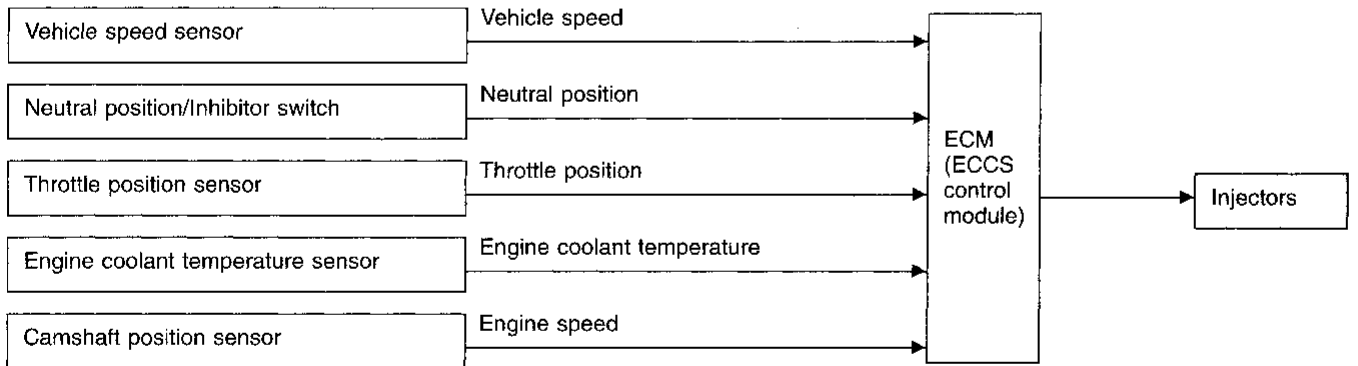 Vehicle speed sensor
Vehicle speed
Neutral position/Inhibitor switch
Neutral position
Throttle position sensor
Throttle position
Engine coolant temperature sensor
Engine coolant temperature
Camshaft position sensor
Engine speed
ECM
(ECCS
control
module)
Injectors